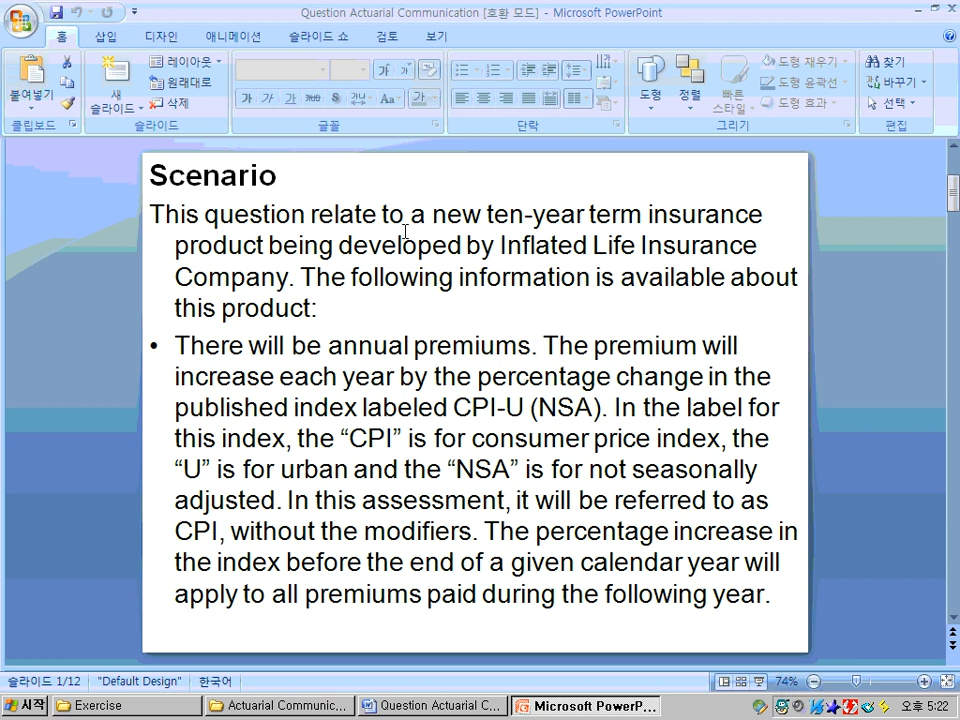 Question Actuarial Communication [호환 모드] - Microsoft PowerPoint
홈 삽입 디자인 애니메이션 슬라이드 쇼 검토 보기
붙여넣기
새 슬라이드
레이아웃
원래대로
삭제
가 가
가 가 가 가나다 S 가나 Aa 가
도형
정렬
빠른 스타일
도형 채우기
도형 윤곽선
도형 효과
찾기
바꾸기
선택
클립보드 슬라이드 글꼴 단락 그리기 편집
Scenario
This question relate to a new ten-year term insurance
product being developed by Inflated Life Insurance
Company. The following information is available about
this product:
• There will be annual premiums. The premium will
increase each year by the percentage change in the
published index labeled CPI-U (NSA). In the label for
this index, the “CPI” is for consumer price index, the
“U” is for urban and the “NSA” is for not seasonally
adjusted. In this assessment, it will be referred to as
CPI, without the modifiers. The percentage increase in
the index before the end of a given calendar year will
apply to all premiums paid during the following year.
슬라이드 1/12 "Default Design" 한국어 74%
시작 Exercise Actuarial Communic... Question Actuarial C... Microsoft PowerP... 오후 5:22